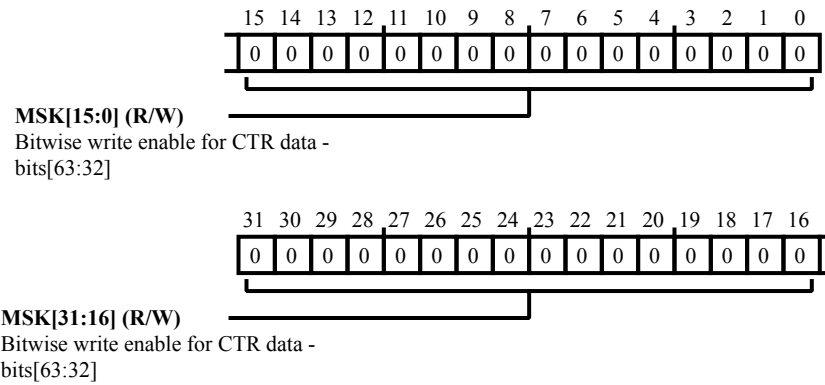 15 14 13 12 11 10 9 8 7 6 5 4 3 2 1 0
0 0 0 0 0 0 0 0 0 0 0 0 0 0 0 0
MSK[15:0] (R/W)
Bitwise write enable for CTR data -
bits[63:32]
31 30 29 28 27 26 25 24 23 22 21 20 19 18 17 16
0 0 0 0 0 0 0 0 0 0 0 0 0 0 0 0
MSK[31:16] (R/W)
Bitwise write enable for CTR data -
bits[63:32]